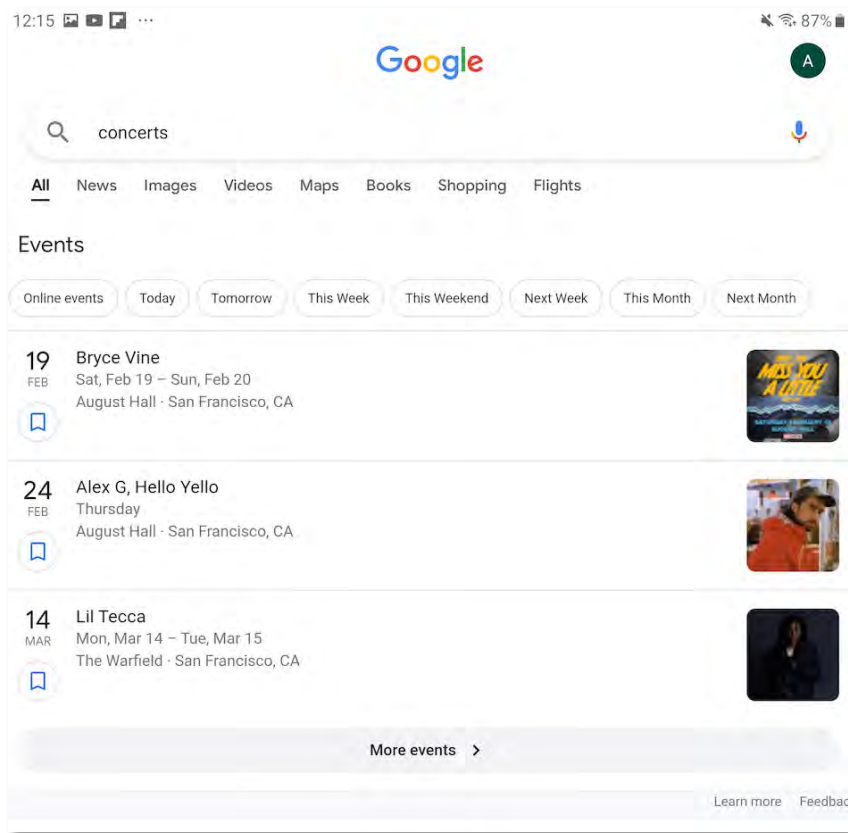 12:15
87%
Google
A
concerts
All News Images Videos Maps Books Shopping Flights
Events
Online events Today Tomorrow This Week This Weekend Next Week This Month Next Month
19 Bryce Vine
FEB Sat, Feb 19 – Sun, Feb 20
August Hall · San Francisco, CA
MISS YOU
A LITTLE
24 Alex G, Hello Yello
FEB Thursday
August Hall · San Francisco, CA
14 Lil Tecca
MAR Mon, Mar 14 – Tue, Mar 15
The Warfield · San Francisco, CA
More events
Learn more Feedbac